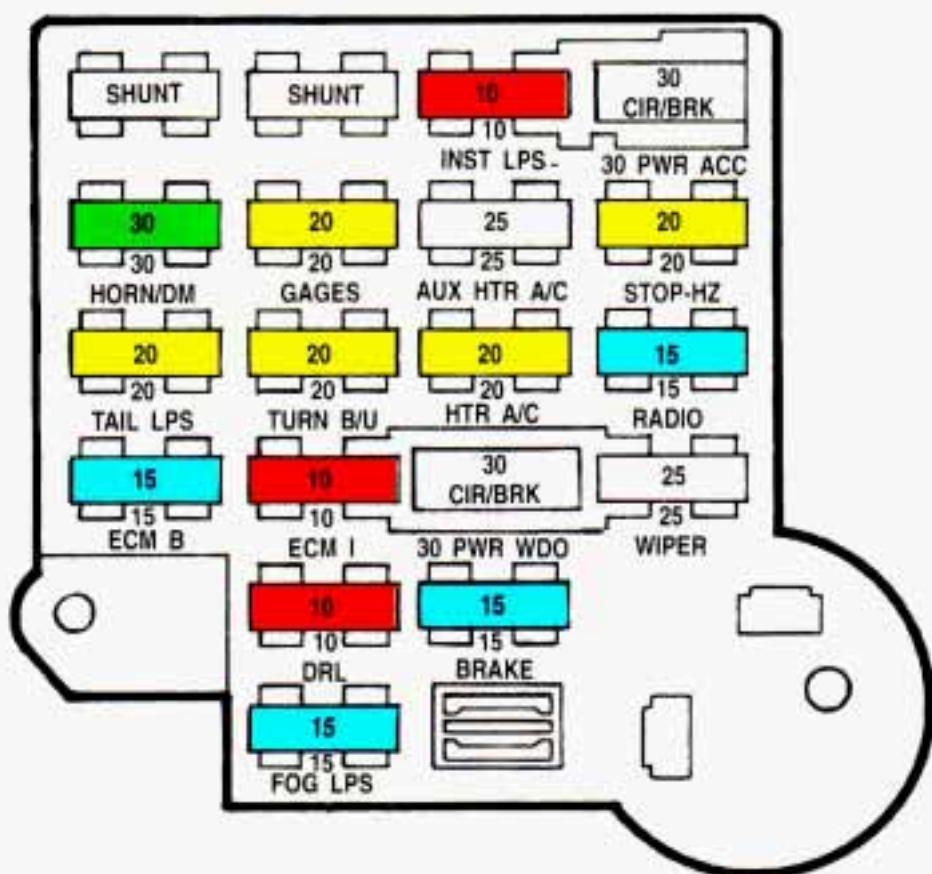 SHUNT SHUNT 10 30
CIR/BRK
10
INST LPS- 30 PWR ACC
30 20 25 20
30 20 25 20
HORN/DM GAGES AUX HTR A/C STOP-HZ
20 20 20 15
20 20 20 15
TAIL LPS TURN B/U HTR A/C RADIO
15 10 30 25
CIR/BRK
15 10 25
ECM B ECM I 30 PWR WDO WIPER
10 15
10 15
DRL BRAKE
15
15
FOG LPS